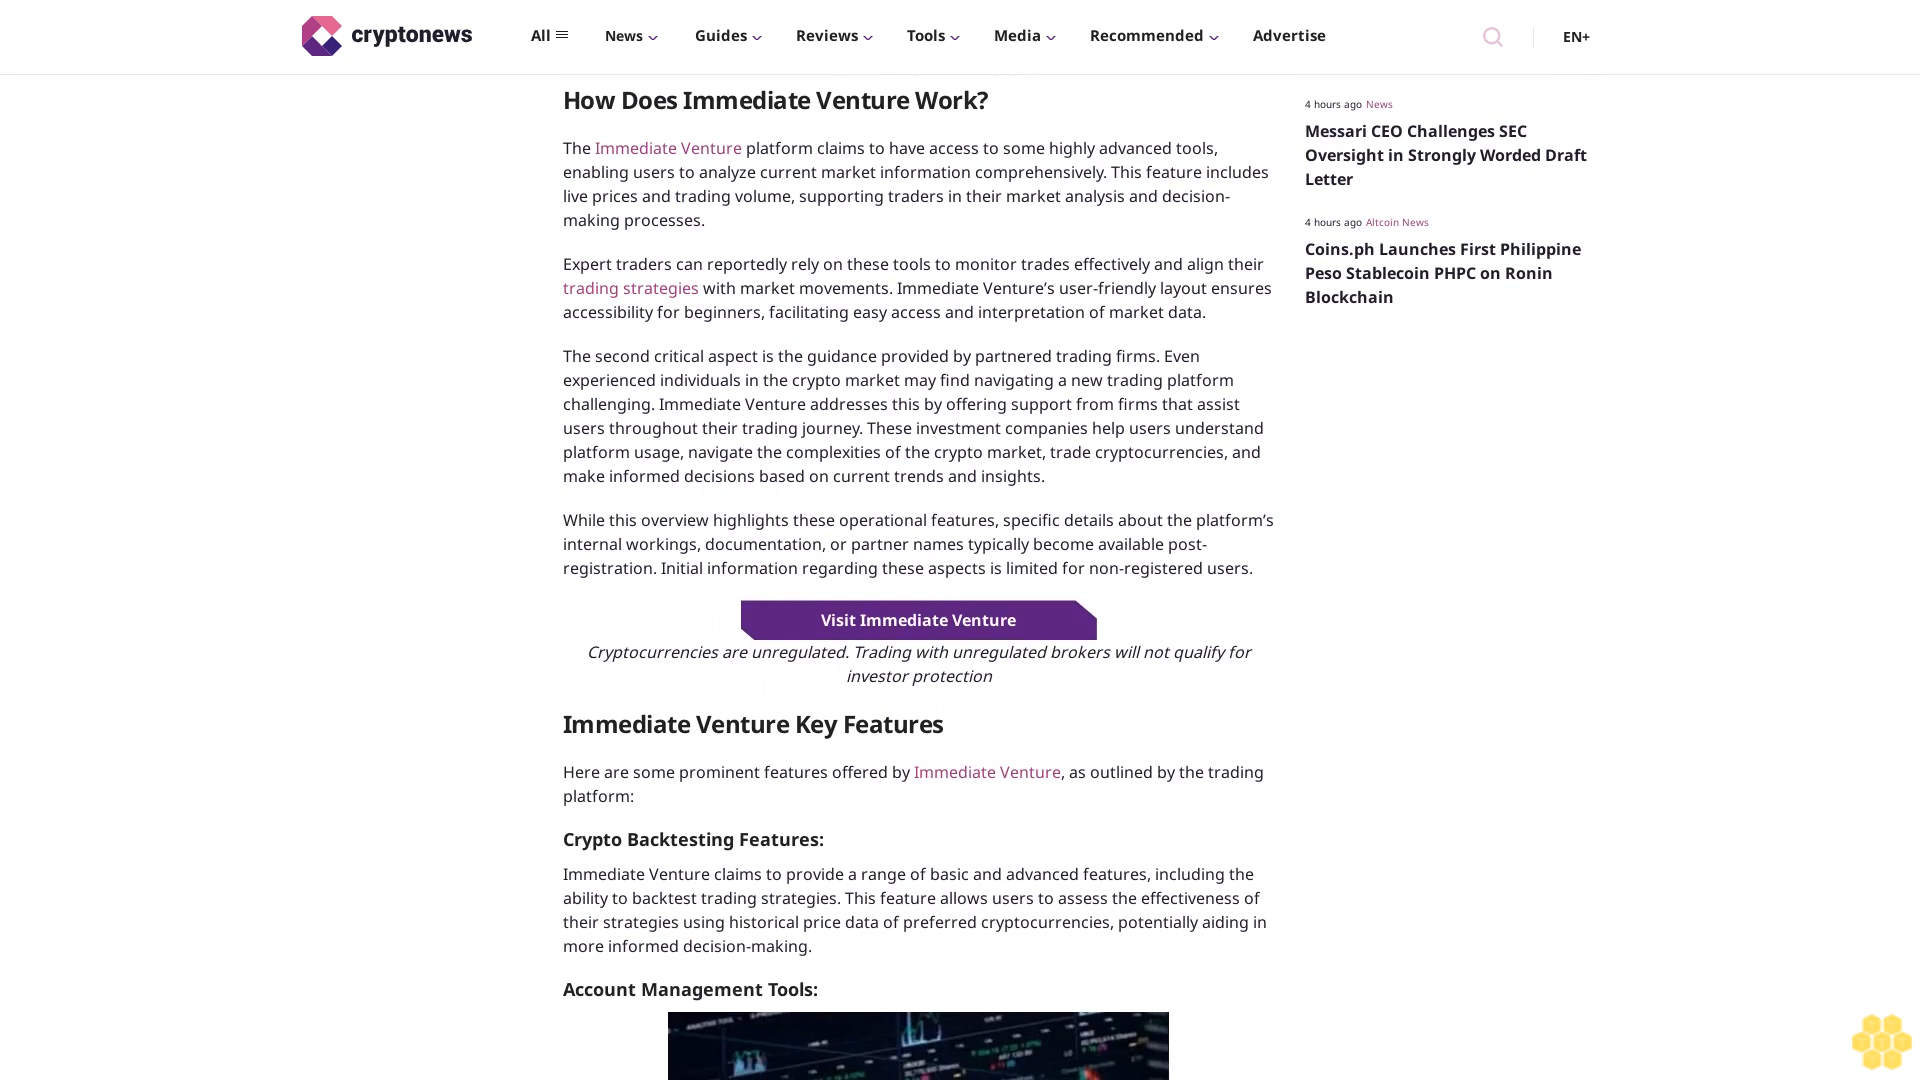 cryptonews
All
News
Guides
Reviews
Tools
Media
Recommended
Advertise
EN+
How Does Immediate Venture Work?
The Immediate Venture platform claims to have access to some highly advanced tools,
enabling users to analyze current market information comprehensively. This feature includes
live prices and trading volume, supporting traders in their market analysis and decision-
making processes.
Expert traders can reportedly rely on these tools to monitor trades effectively and align their
trading strategies with market movements. Immediate Venture’s user-friendly layout ensures
accessibility for beginners, facilitating easy access and interpretation of market data.
The second critical aspect is the guidance provided by partnered trading firms. Even
experienced individuals in the crypto market may find navigating a new trading platform
challenging. Immediate Venture addresses this by offering support from firms that assist
users throughout their trading journey. These investment companies help users understand
platform usage, navigate the complexities of the crypto market, trade cryptocurrencies, and
make informed decisions based on current trends and insights.
While this overview highlights these operational features, specific details about the platform’s
internal workings, documentation, or partner names typically become available post-
registration. Initial information regarding these aspects is limited for non-registered users.
Visit Immediate Venture
Cryptocurrencies are unregulated. Trading with unregulated brokers will not qualify for
investor protection
Immediate Venture Key Features
Here are some prominent features offered by Immediate Venture, as outlined by the trading
platform:
Crypto Backtesting Features:
Immediate Venture claims to provide a range of basic and advanced features, including the
ability to backtest trading strategies. This feature allows users to assess the effectiveness of
their strategies using historical price data of preferred cryptocurrencies, potentially aiding in
more informed decision-making.
Account Management Tools:
4 hours ago News
Messari CEO Challenges SEC
Oversight in Strongly Worded Draft
Letter
4 hours ago Altcoin News
Coins.ph Launches First Philippine
Peso Stablecoin PHPC on Ronin
Blockchain